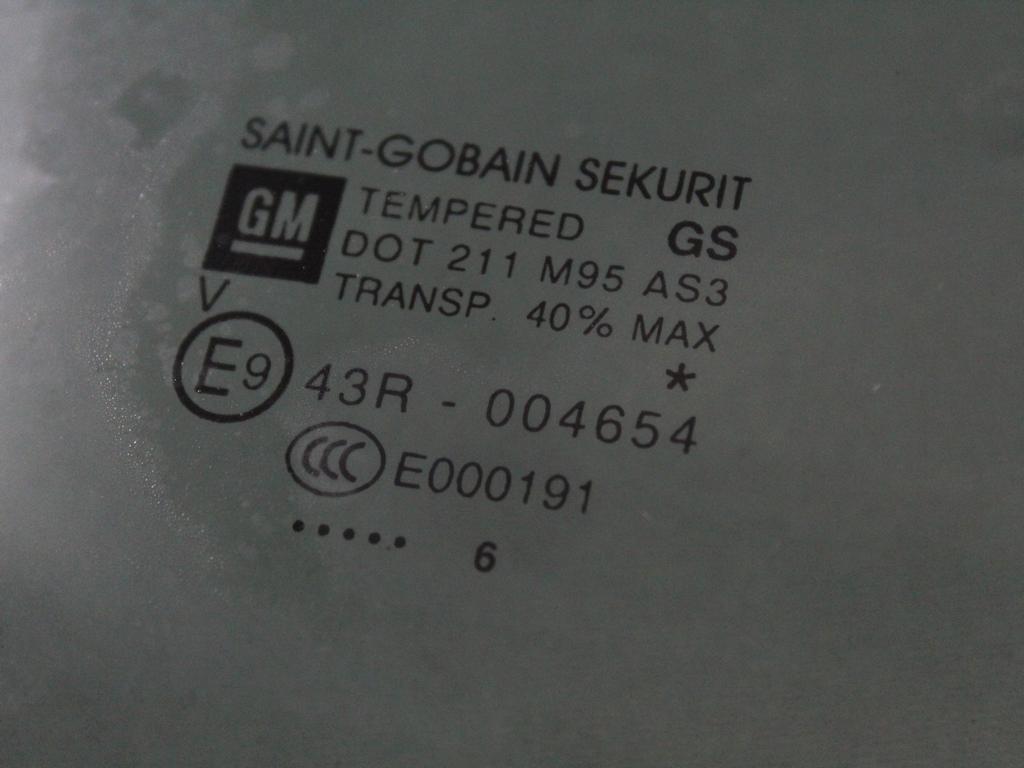 SAINT-GOBAIN SEKURIT
GM
TEMPERED GS
DOT 211 M95 AS3
TRANSP. 40% MAX
V
*
E9 43R - 004654
CCC E000191
..... 6